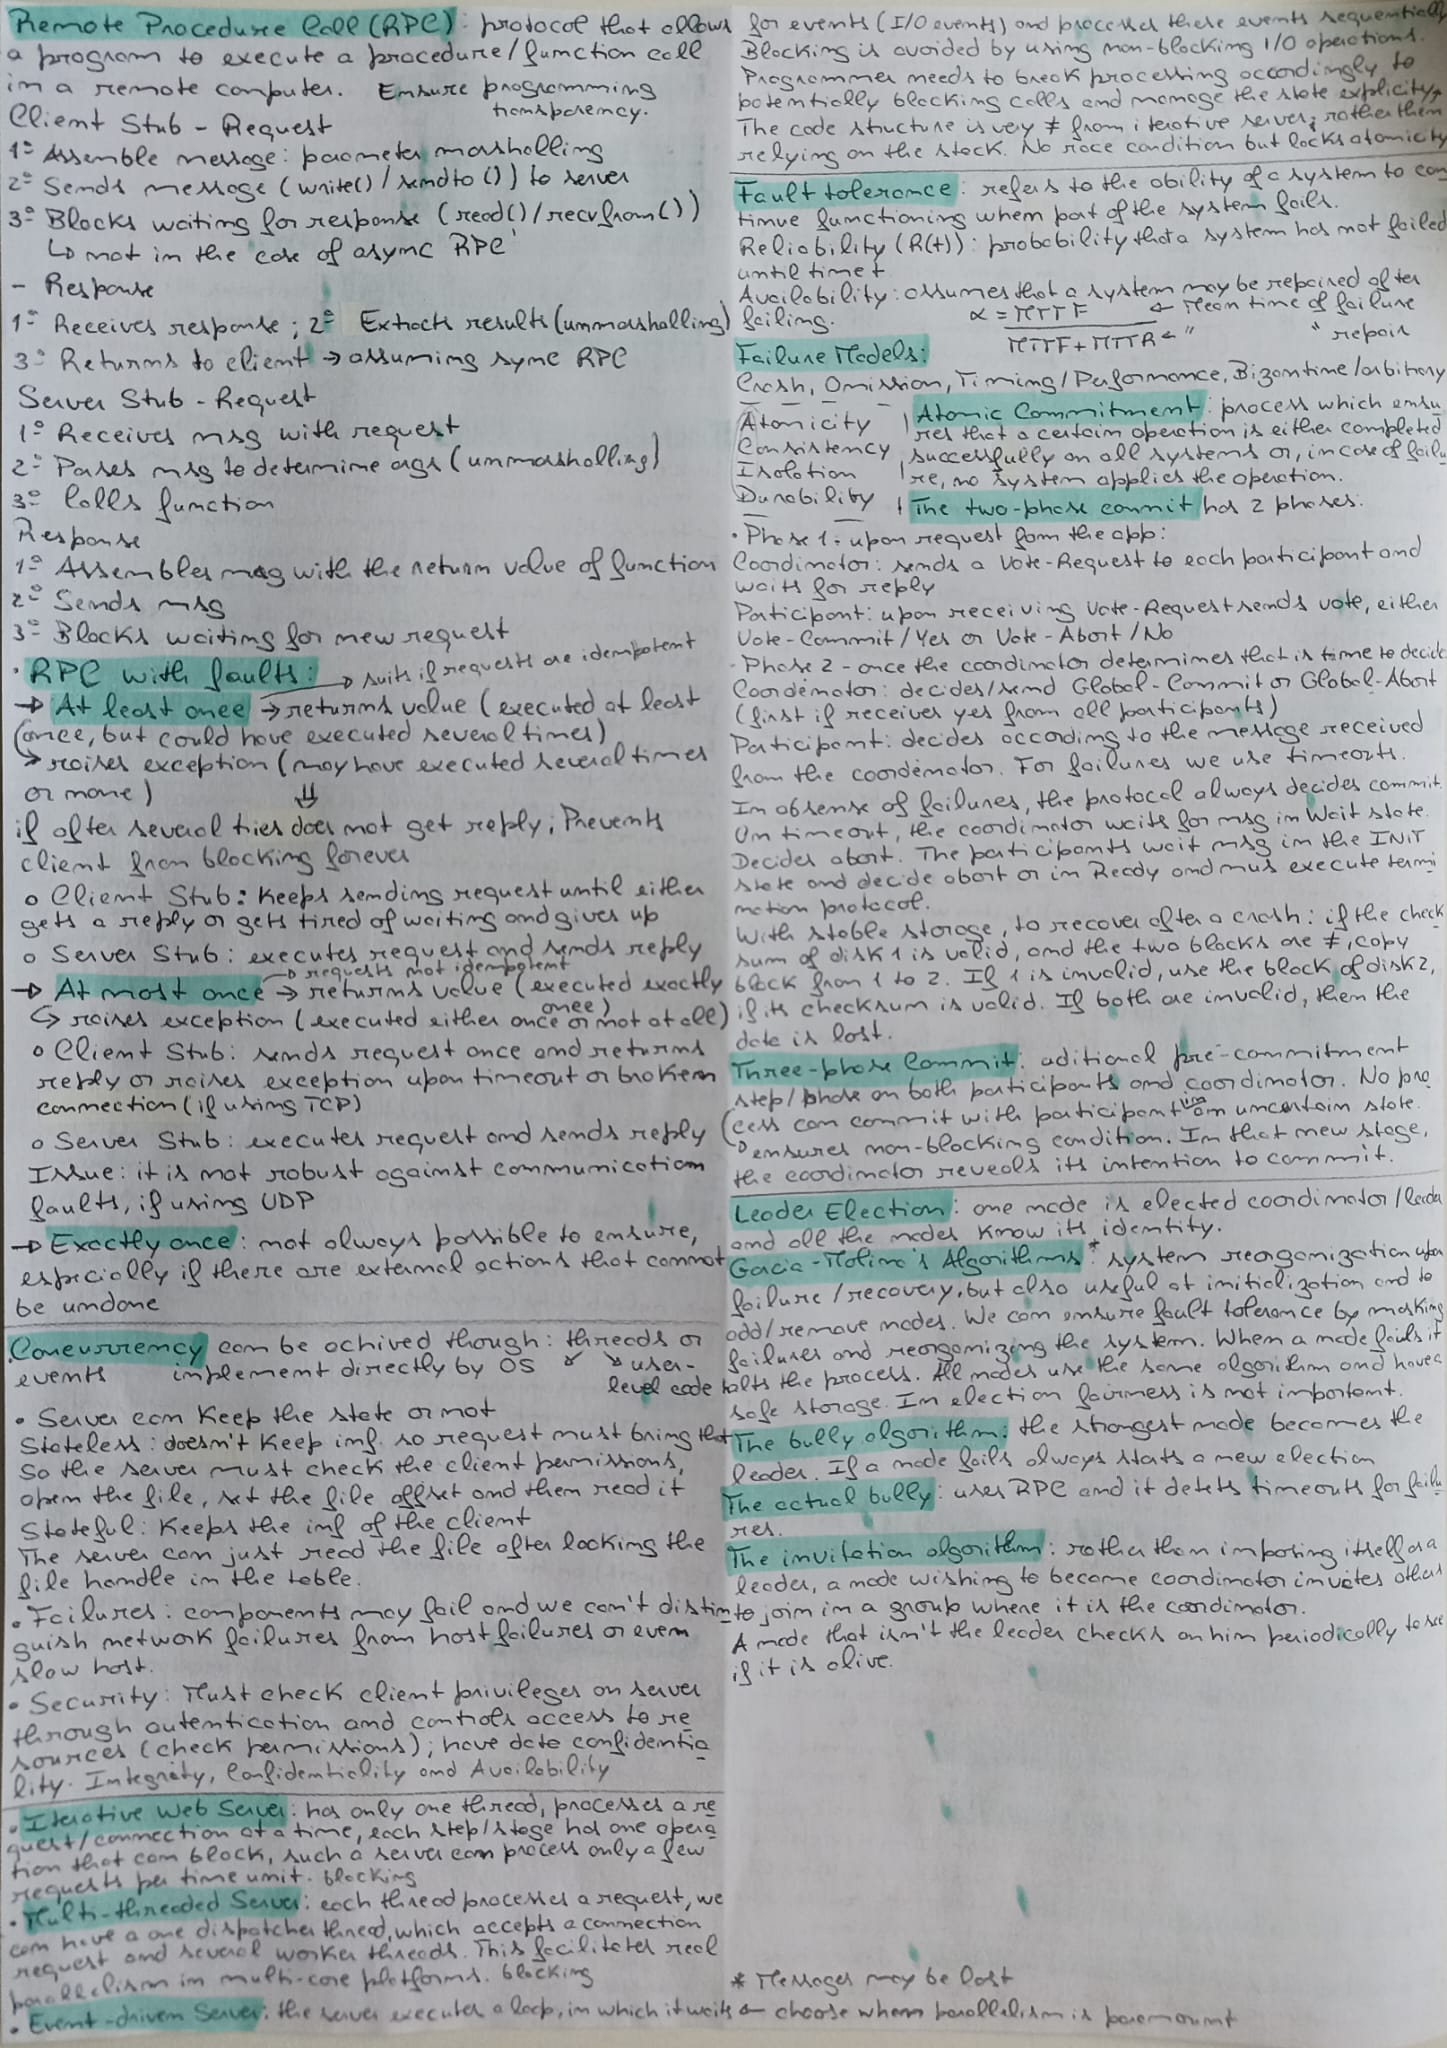 Remote Procedure Call (RPC): protocol that allows
a program to execute a procedure/function call
in a remote computer. Ensure programming
transparency.
Client Stub - Request
1º Assemble message: parameter marshalling
2º Sends message (write()/sendto()) to server
3º Blocks waiting for response (read()/recvfrom())
↳ not in the case of async RPC
- Response
1º Receives response; 2º Extracts results (unmarshalling)
3º Returns to client → assuming sync RPC
Server Stub - Request
1º Receives msg with request
2º Parses msg to determine args (unmarshalling)
3º Calls function
Response
1º Assembles msg with the return value of function
2º Sends msg
3º Blocks waiting for new request
• RPC with faults: → suits if requests are idempotent
→ At least once → returns value (executed at least
once, but could have executed several times)
→ raises exception (may have executed several times
or none) ⇓
if after several tries does not get reply; Prevents
client from blocking forever
o Client Stub: Keeps sending request until either
gets a reply or gets tired of waiting and gives up
o Server Stub: executes request and sends reply
→ requests not idempotent
→ At most once → returns value (executed exactly
once)
↳ raises exception (executed either once or not at all)
o Client Stub: sends request once and returns
reply or raises exception upon timeout or broken
connection (if using TCP)
o Server Stub: executes request and sends reply
Issue: it is not robust against communication
faults, if using UDP
→ Exactly once: not always possible to ensure,
especially if there are external actions that cannot
be undone
Concurrency can be achived though: threads or
events implement directly by OS ↙ ↘ user-
level code
• Server can Keep the state or not
Stateless: doesn't Keep inf. so request must bring that
So the server must check the client permissions,
open the file, set the file offset and then read it
Stateful: Keeps the inf of the client
The server can just read the file after looking the
file handle in the table.
• Failures: components may fail and we can't distin
guish network failures from host failures or even
slow host.
• Security: Must check client privileges on server
through autentication and controls access to re
sources (check permissions); have data confidentia
lity. Integrity, Confidentiality and Availability
• Iterative Web Server: has only one thread, processes a re
quest/connection at a time, each step/stage has one opera
tion that can block, such a server can process only a few
requests per time unit. blocking
• Multi-threaded Server: each thread processes a request, we
can have a one dispatcher thread, which accepts a connection
request and several worker threads. This facilitates real
parallelism in multi-core platforms. blocking
• Event-driven Server: the server executes a loop, in which it waits
for events (I/O events) and processes these events sequentially
Blocking is avoided by using non-blocking I/O operations.
Programmer needs to break processing accordingly to
potentially blocking calls and manage the state explicity,
The code structure is very ≠ from iterative server; rather then
relying on the stack. No race condition but lacks atomicity
Fault tolerance: refers to the ability of a system to con
tinue functioning when part of the system fails.
Reliability (R(t)): probability that a system has not failed
until time t
Availability: assumes that a system may be repaired after
failing. α = MTTF ← Mean time of failure
MTTF + MTTR ← " " repair
Failure Models:
Crash, Omission, Timing/Performance, Bizantine/arbitrary
Atomicity
Consistency
Isolation
Durability
Atomic Commitment: process which ensu
res that a certain operation is either completed
successfully on all systems or, in case of failu
re, no system applies the operation.
The two-phase commit has 2 phases:
• Phase 1: upon request from the app:
Coordinator: sends a Vote-Request to each participant and
waits for reply
Participant: upon receiving Vote-Request sends vote, either
Vote-Commit/Yes or Vote-Abort/No
• Phase 2 - once the coordinator determines that is time to decide
Coordenator: decides/send Global-Commit or Global-Abort
(first if receives yes from all participants)
Participant: decides according to the message received
from the coordenator. For failures we use timeouts.
In absense of failures, the protocol always decides commit.
On timeout, the coordinator waits for msg in Wait state.
Decides abort. The participants wait msg in the INIT
state and decide abort or in Ready and mus execute termi
nation protocol.
With stable storage, to recover after a crash: if the check
sum of disk 1 is valid, and the two blocks are ≠, copy
block from 1 to 2. If 1 is invalid, use the block of disk 2,
if its checksum is valid. If both are invalid, then the
data is lost.
Three-phase Commit: aditional pre-commitment
step/phase on both participants and coordinator. No pro
cess can commit with participant in an uncertain state.
ensures non-blocking condition. In that new stage,
the coordinator reveals its intention to commit.
Leader Election: one node is elected coordinator/leader
and all the nodes know its identity.
Gacia-Molina's Algorithms*: system reorganization upon
failure/recovery, but also useful at initialization and to
add/remove nodes. We can ensure fault tolerance by masking
failures and reorganizing the system. When a node fails it
halts the process. All nodes use the same algorithm and have a
safe storage. In election fairness is not important.
The bully algorithm: the strongest node becomes the
leader. If a node fails always starts a new election
The actual bully: uses RPC and it detets timeouts for failu
res.
The invitation algorithm: rather than imposing itself as a
leader, a node wishing to become coordinator invites others
to join in a group where it is the coordinator.
A node that isn't the leader checks on him periodically to see
if it is alive.
* Messages may be lost
← choose when parallelism is paramount